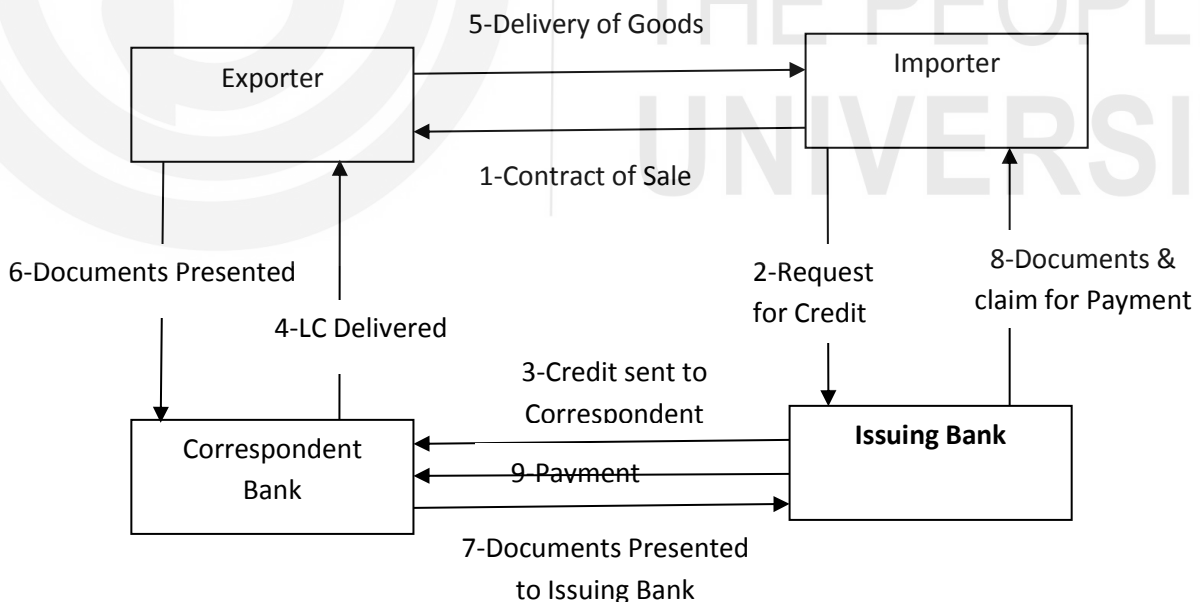 THE PEOPL
UNIVERSI
5-Delivery of Goods
Exporter
Importer
1-Contract of Sale
6-Documents Presented
4-LC Delivered
2-Request
for Credit
8-Documents &
claim for Payment
3-Credit sent to
Correspondent
Correspondent
Bank
Issuing Bank
9-Payment
7-Documents Presented
to Issuing Bank